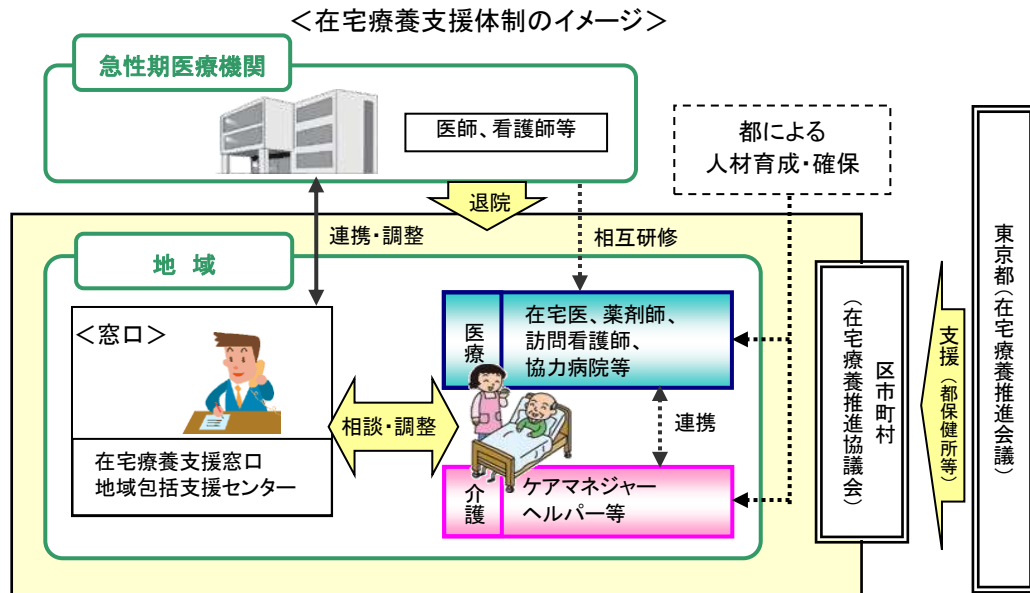 ＜在宅療養支援体制のイメージ＞
急性期医療機関
医師、看護師等
都による
人材育成・確保
退院
連携・調整
相互研修
地 域
＜窓口＞
在宅療養支援窓口
地域包括支援センター
相談・調整
医療
在宅医、薬剤師、
訪問看護師、
協力病院等
連携
介護
ケアマネジャー
ヘルパー等
区市町村
（在宅療養推進協議会）
支援（都保健所等）
東京都（在宅療養推進会議）